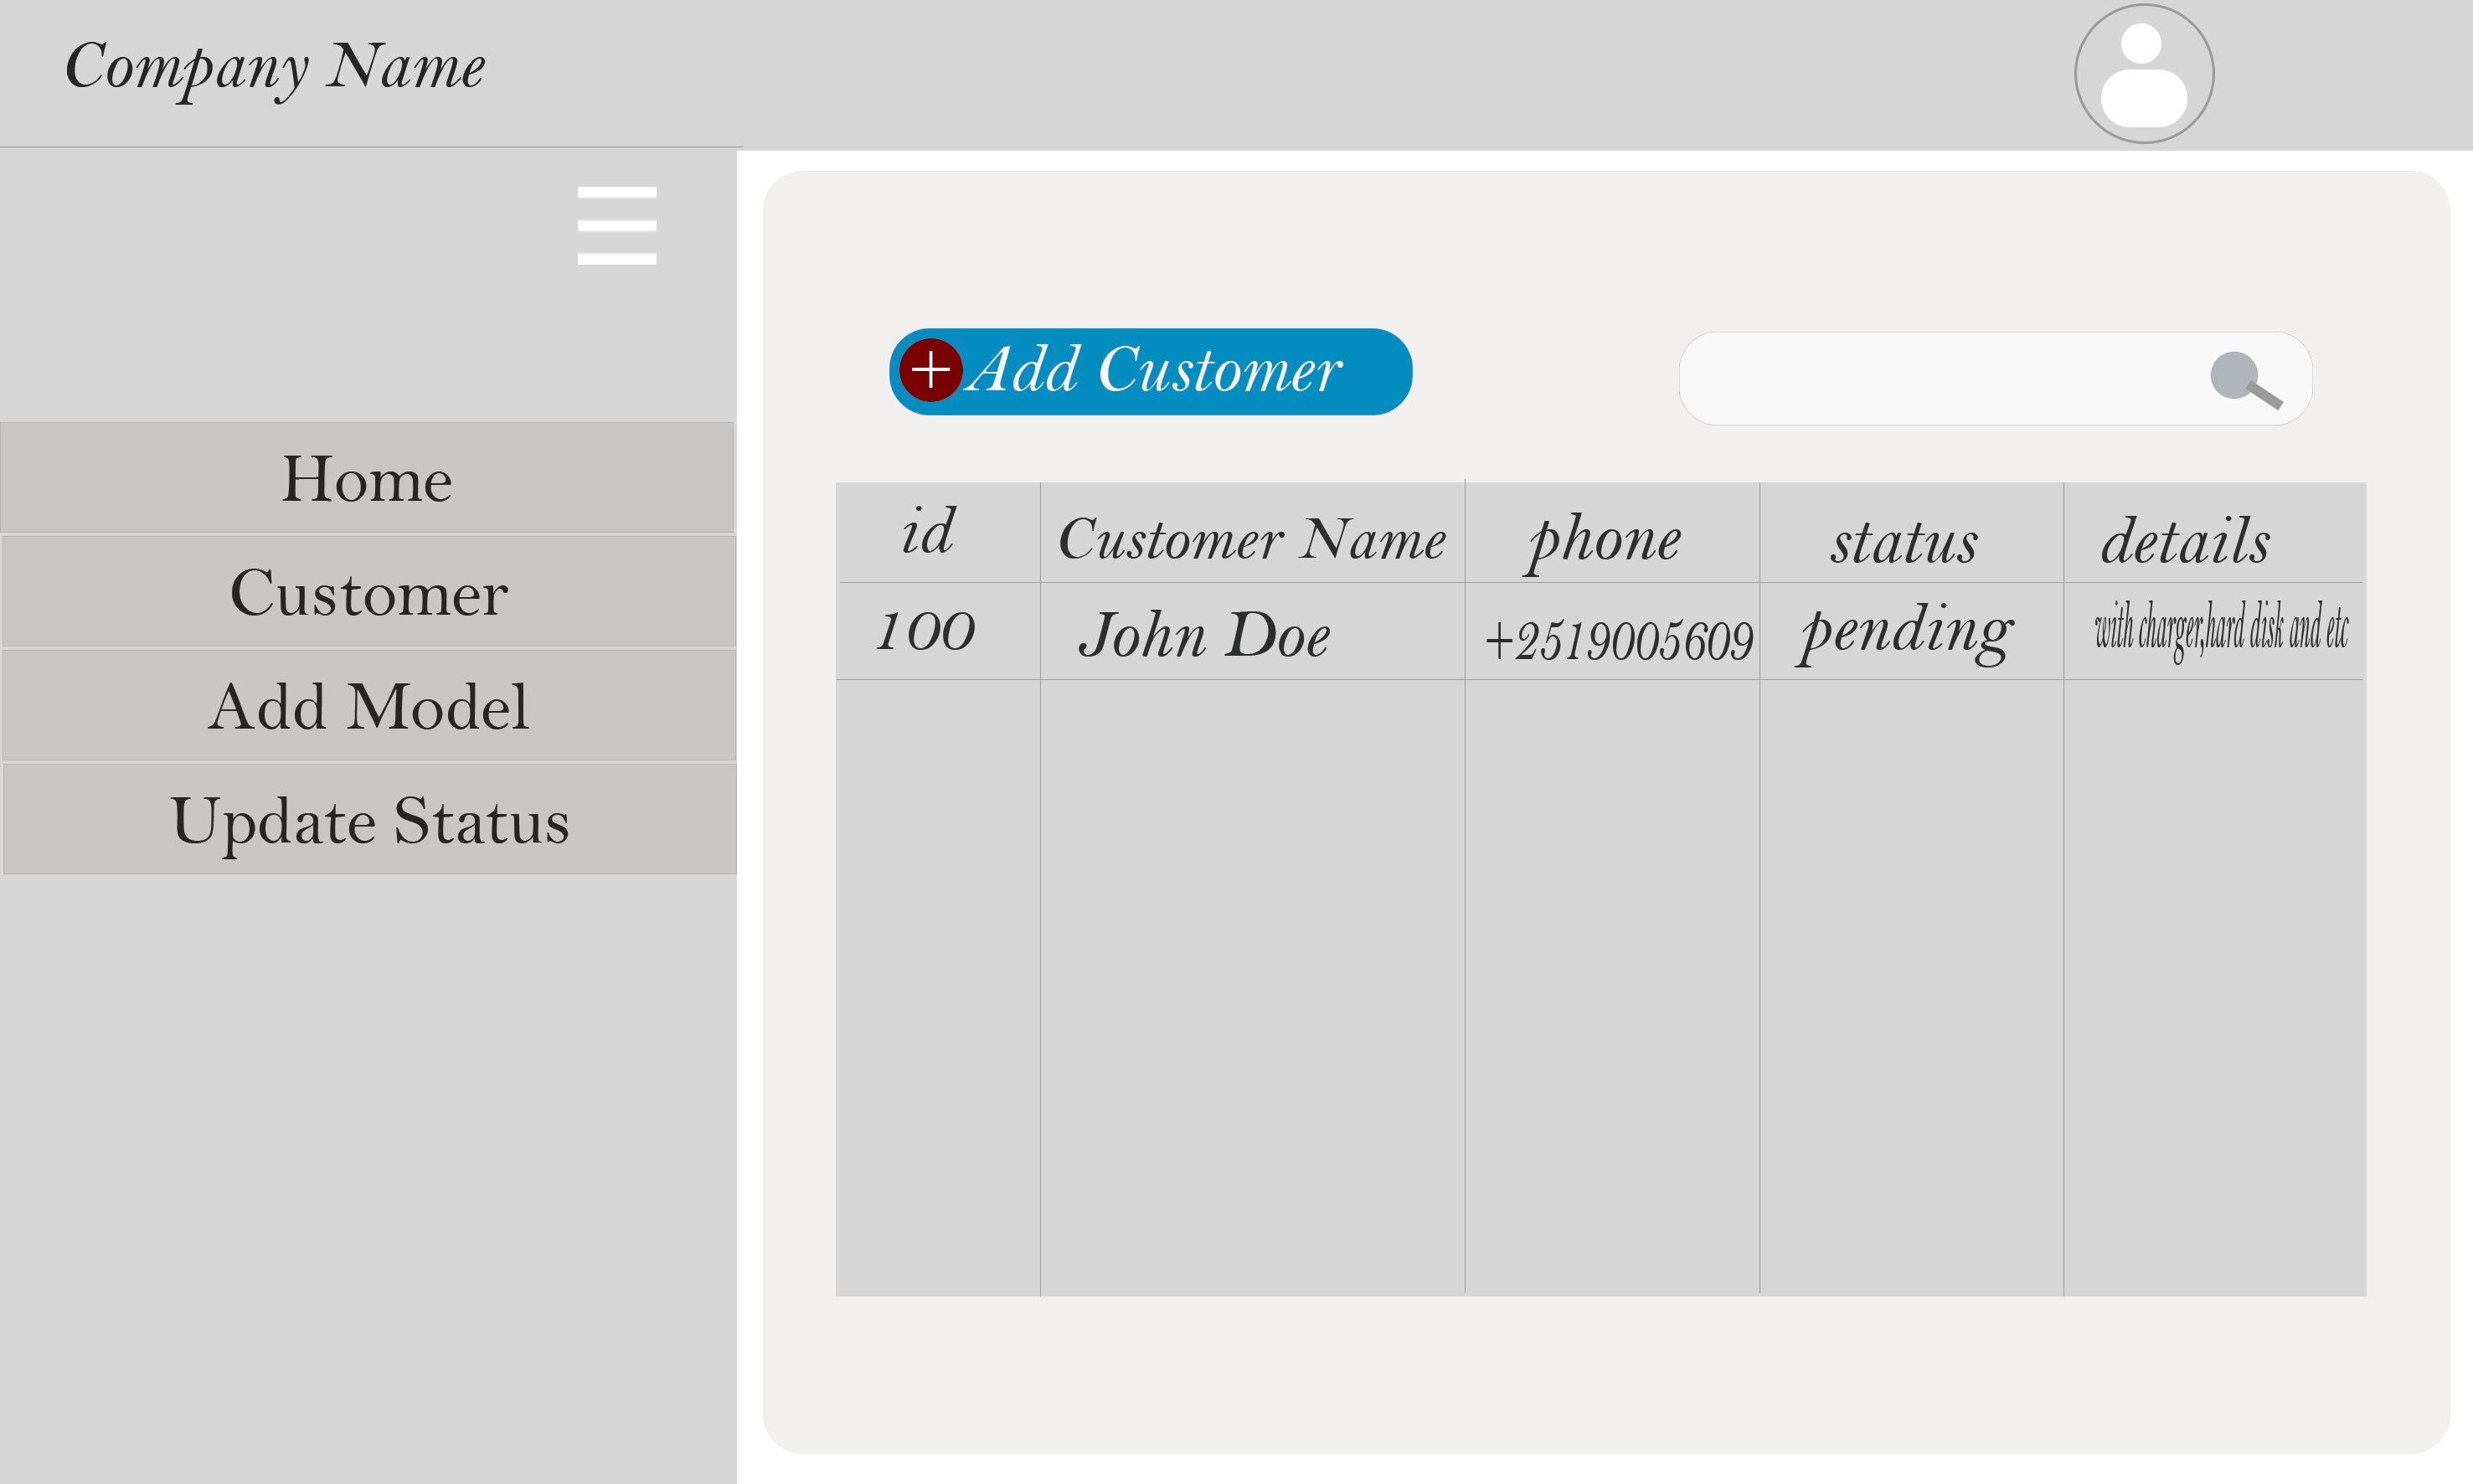 Company Name
+ Add Customer
Home
Customer
Add Model
Update Status
id Customer Name phone status details
100 John Doe +2519005609 pending with charger,hard disk and etc